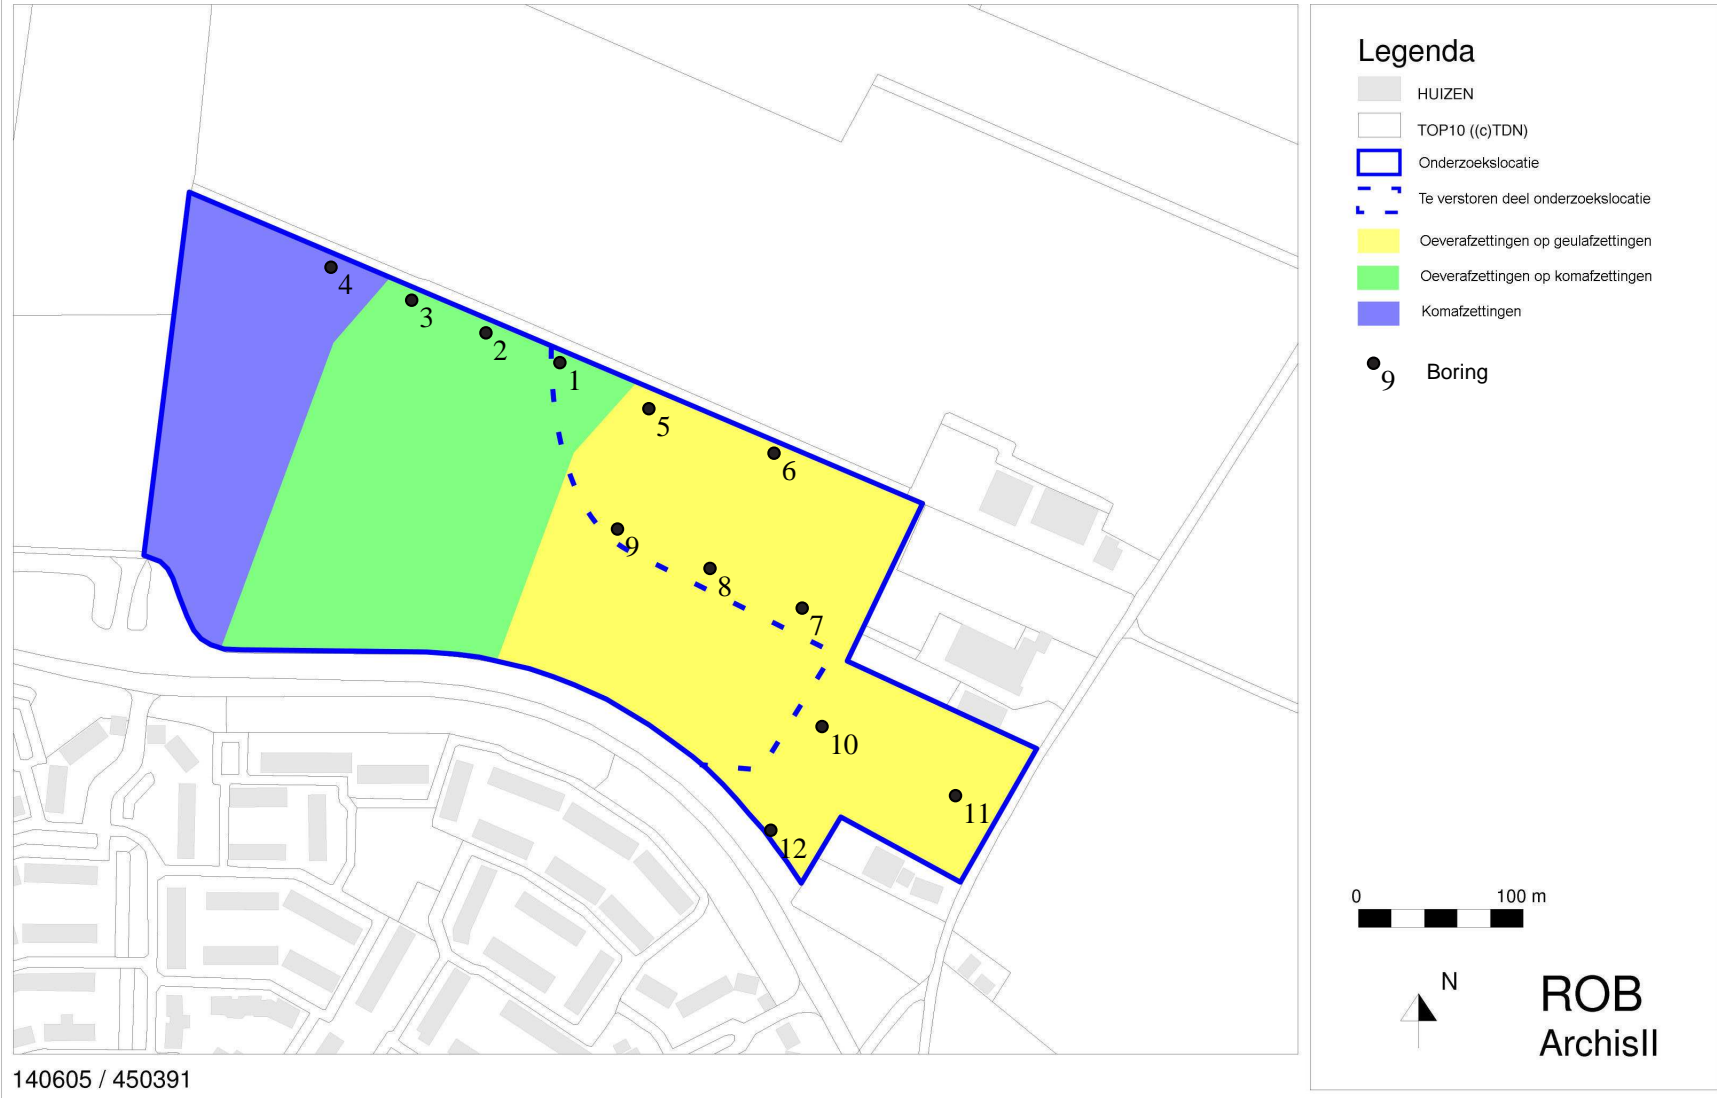 4
3
2
1
5
6
9
8
7
10
11
12
140605 / 450391
Legenda
HUIZEN
TOP10 ((c)TDN)
Onderzoekslocatie
Te verstoren deel onderzoekslocatie
Oeverafzettingen op geulafzettingen
Oeverafzettingen op komafzettingen
Komafzettingen
9 Boring
0 100 m
N
ROB
ArchisII